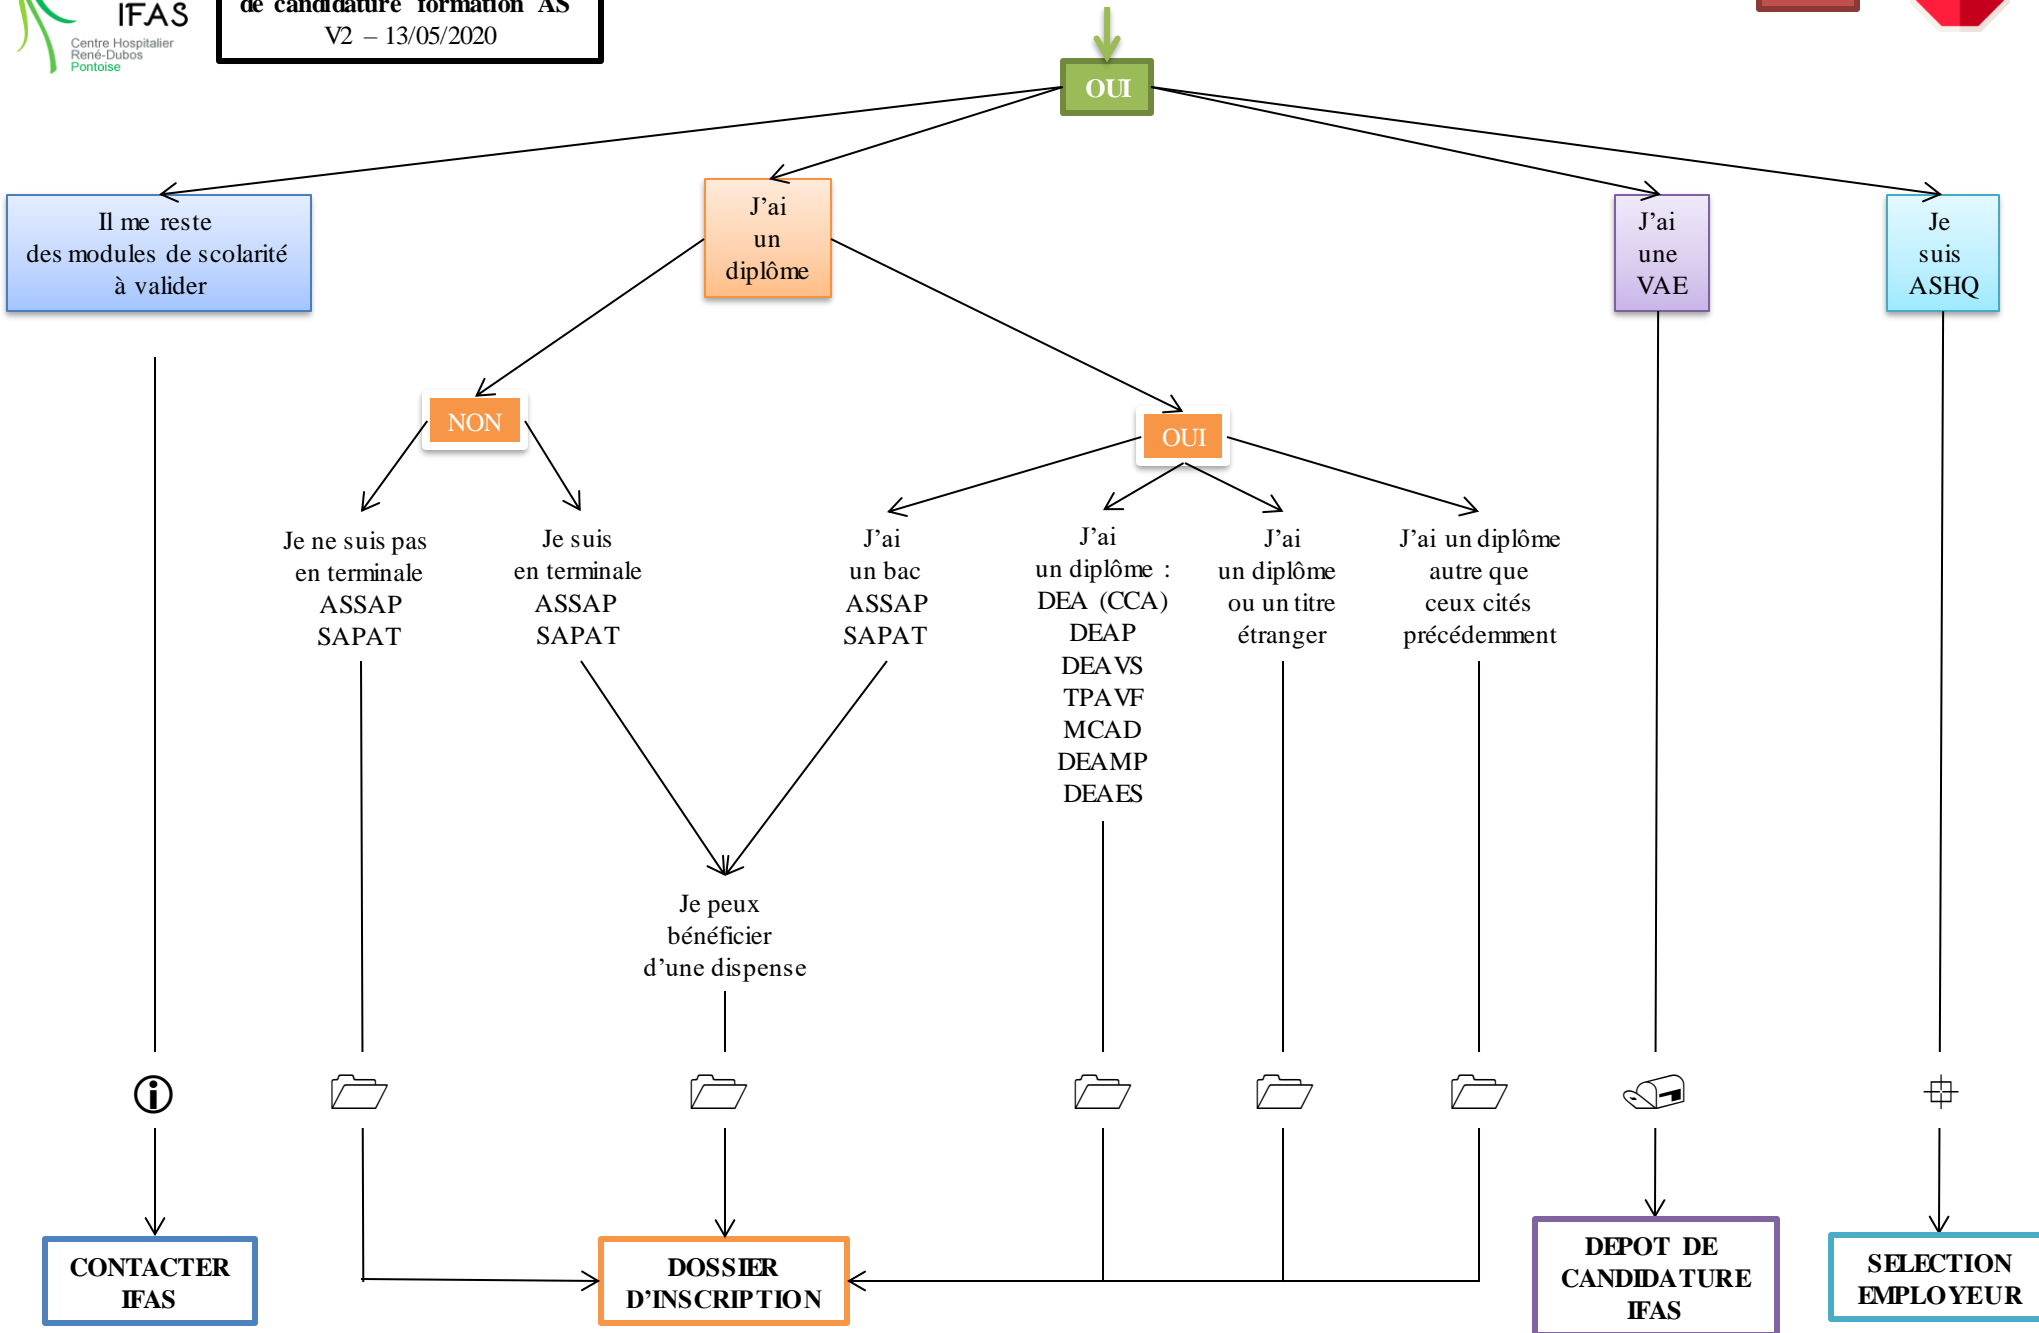 IFAS
Centre Hospitalier
René-Dubos
Pontoise
de candidature formation AS
V2 – 13/05/2020
OUI
Il me reste
des modules de scolarité
à valider
J’ai
un
diplôme
J’ai
une
VAE
Je
suis
ASHQ
NON
OUI
Je ne suis pas
en terminale
ASSAP
SAPAT
Je suis
en terminale
ASSAP
SAPAT
J’ai
un bac
ASSAP
SAPAT
J’ai
un diplôme :
DEA (CCA)
DEAP
DEAVS
TPAVF
MCAD
DEAMP
DEAES
J’ai
un diplôme
ou un titre
étranger
J’ai un diplôme
autre que
ceux cités
précédemment
Je peux
bénéficier
d’une dispense
CONTACTER
IFAS
DOSSIER
D’INSCRIPTION
DEPOT DE
CANDIDATURE
IFAS
SELECTION
EMPLOYEUR